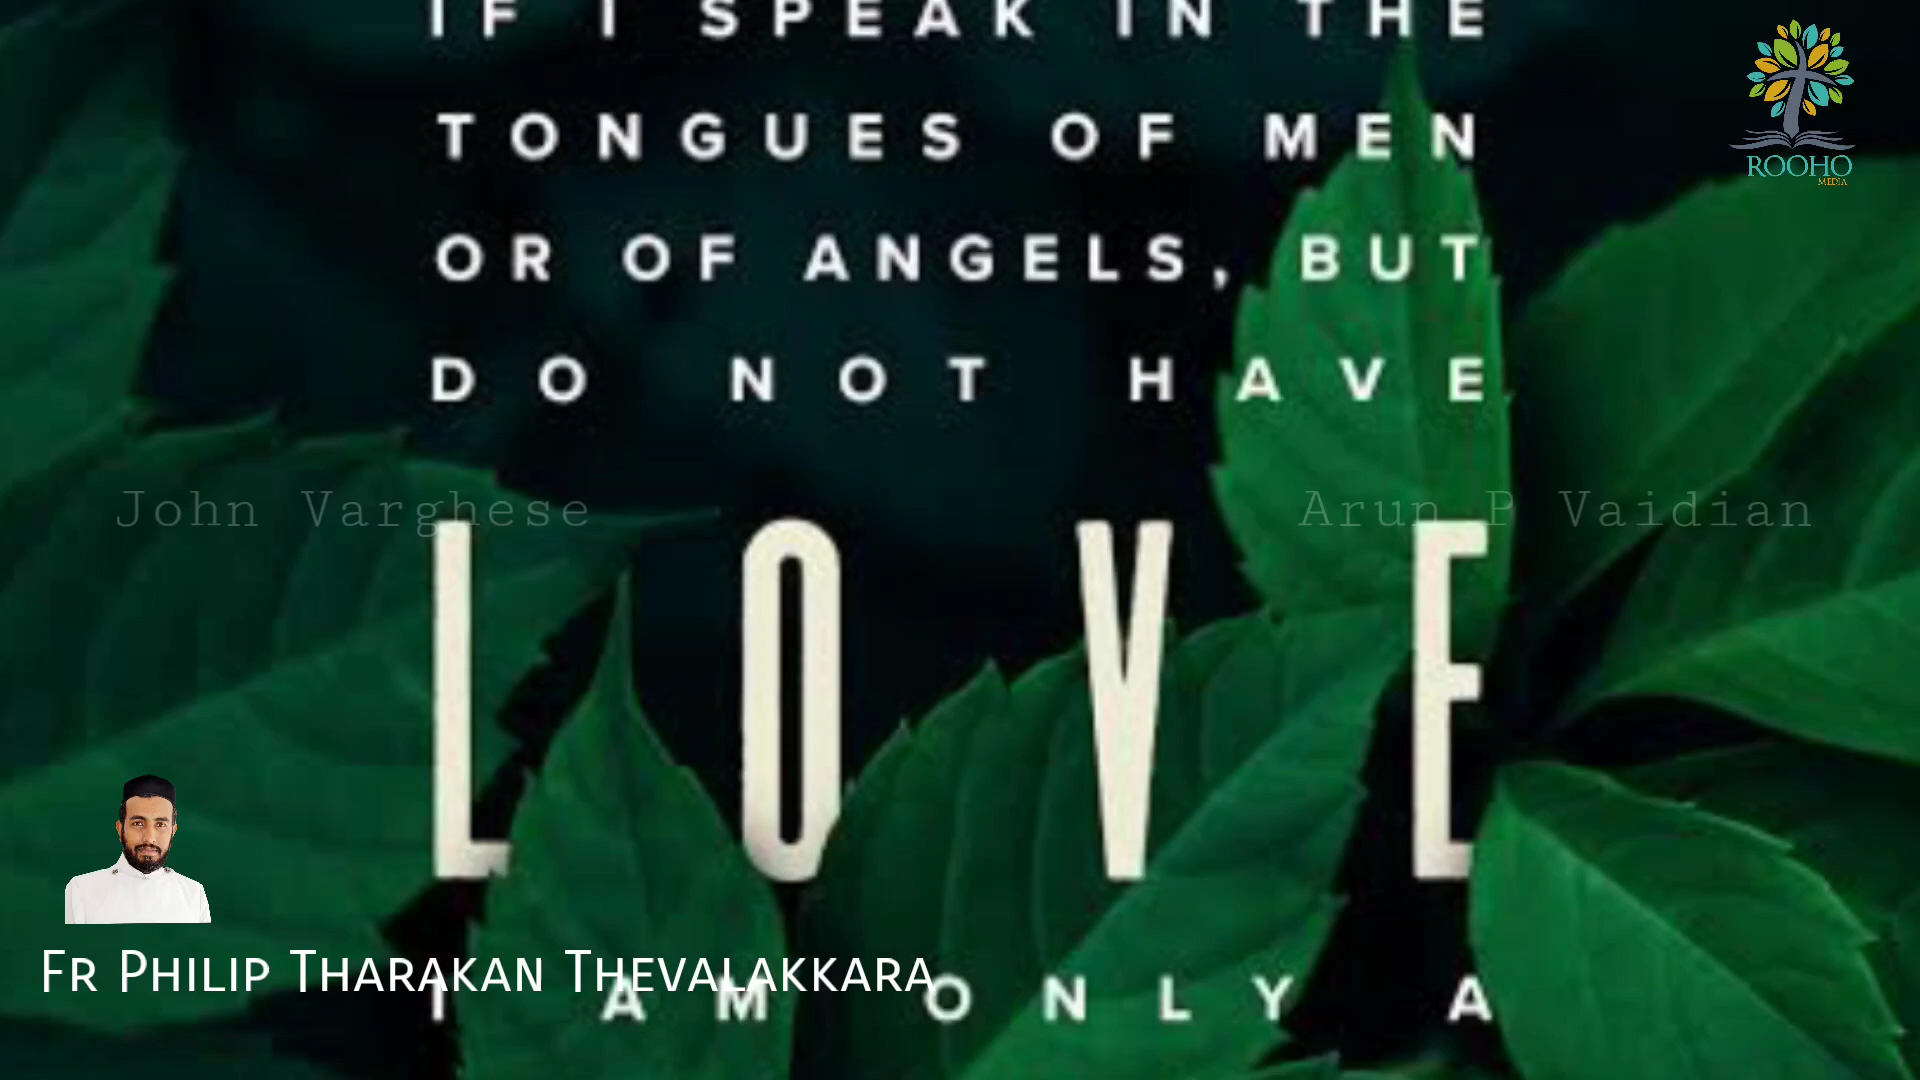 IF I SPEAK IN THE
TONGUES OF MEN
OR OF ANGELS, BUT
DO NOT HAVE
LOVE
I AM ONLY A
ROOHO
MEDIA
John Varghese
Arun P Vaidian
Fr Philip Tharakan Thevalakkara